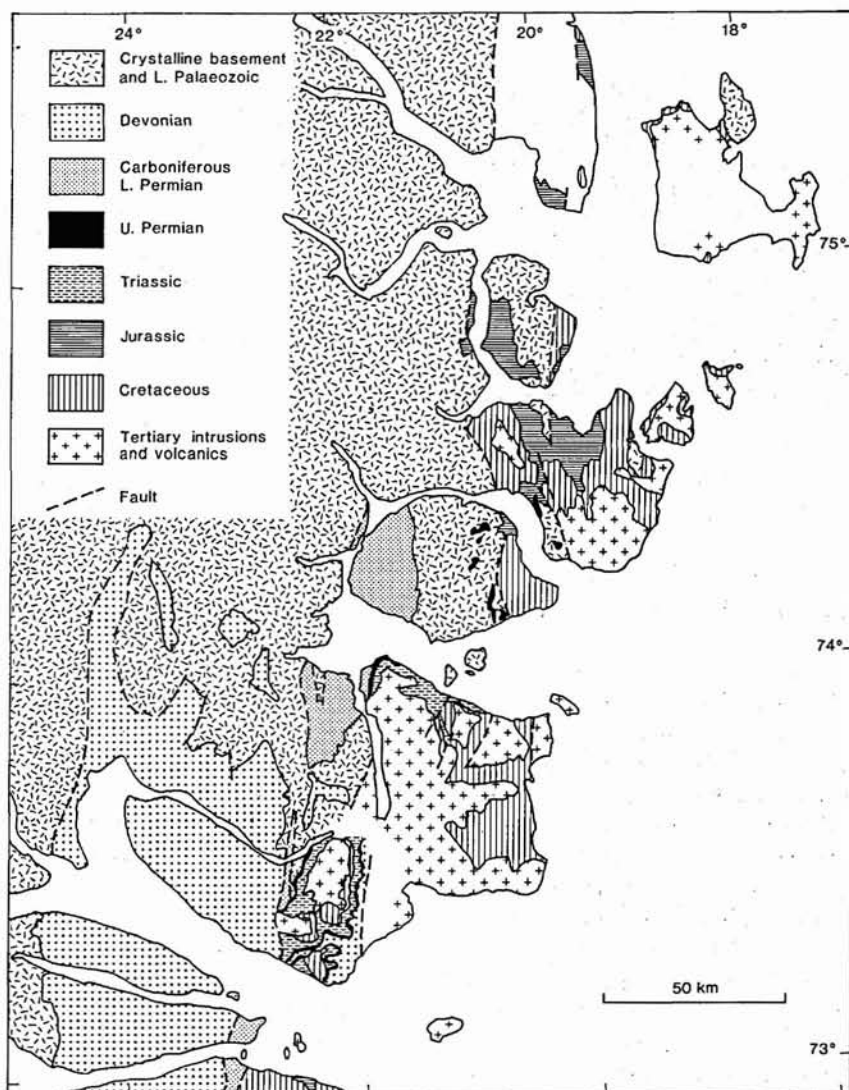 24°
22°
20°
18°
Crystalline basement
and L. Palaeozoic
Devonian
Carboniferous
L. Permian
U. Permian
Triassic
Jurassic
Cretaceous
Tertiary intrusions
and volcanics
Fault
75°
74°
50 km
73°